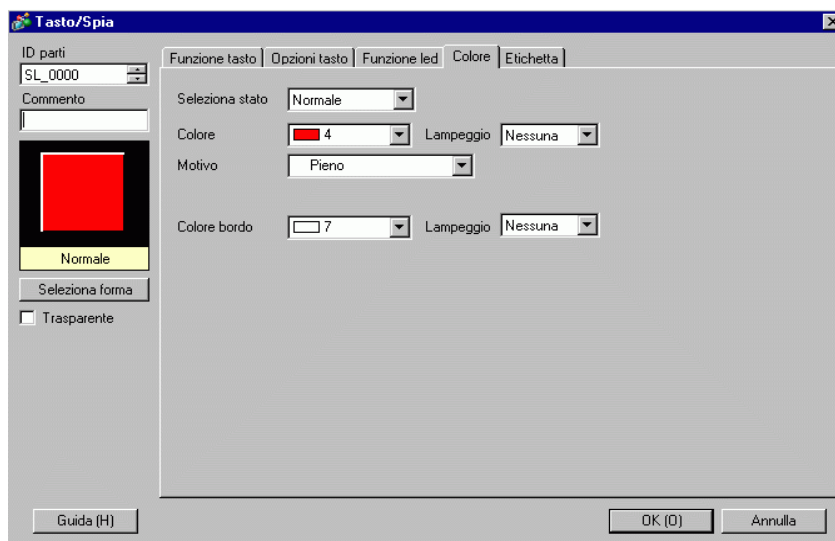 Tasto/Spia
ID parti
SL_0000
Commento
Normale
Seleziona forma
Trasparente
Funzione tasto Opzioni tasto Funzione led Colore Etichetta
Seleziona stato Normale
Colore 4 Lampeggio Nessuna
Motivo Pieno
Colore bordo 7 Lampeggio Nessuna
Guida (H) OK (O) Annulla